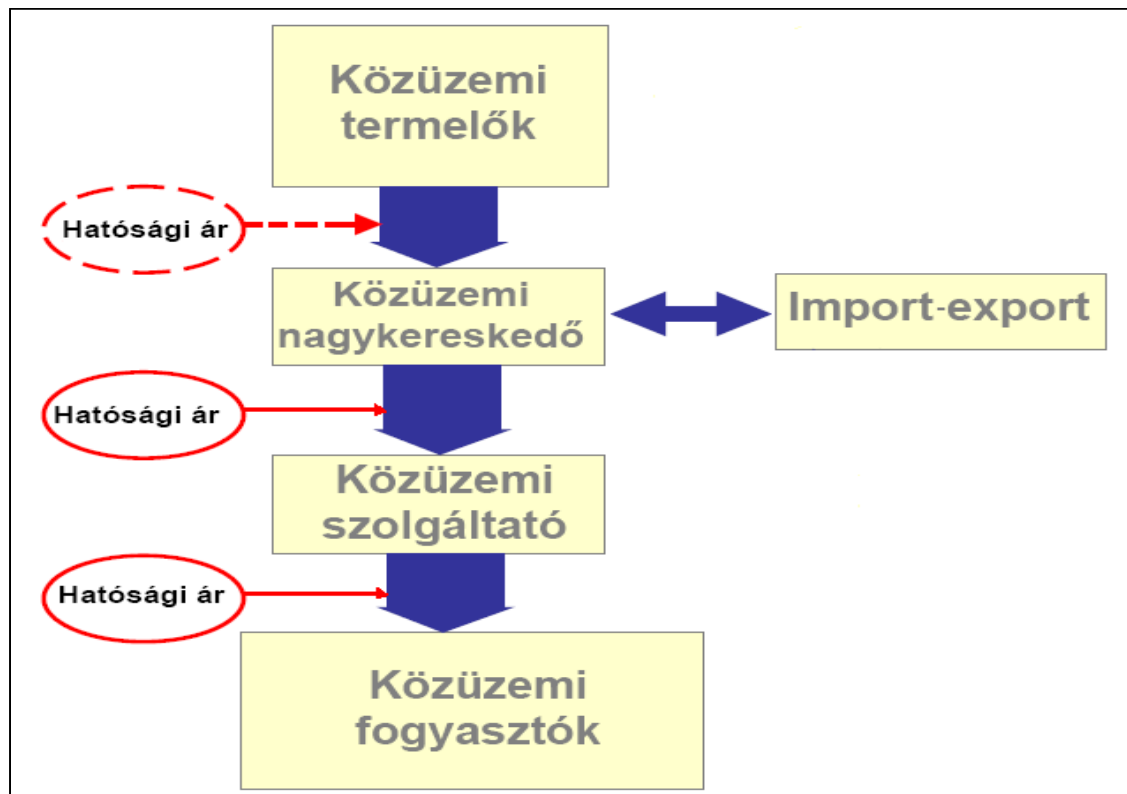 Közüzemi
termelők
Hatósági ár
Közüzemi
nagykereskedő
Import-export
Hatósági ár
Közüzemi
szolgáltató
Hatósági ár
Közüzemi
fogyasztók